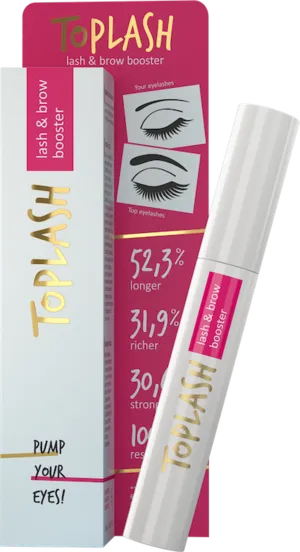 ToPLASH
lash & brow booster
Your eyelashes
Top eyelashes
52,3%
longer
31,9%
richer
30,
lash & brow
booster
ToPLASH
PUMP
YOUR
EYES!
lash & brow
booster
ToPLASH